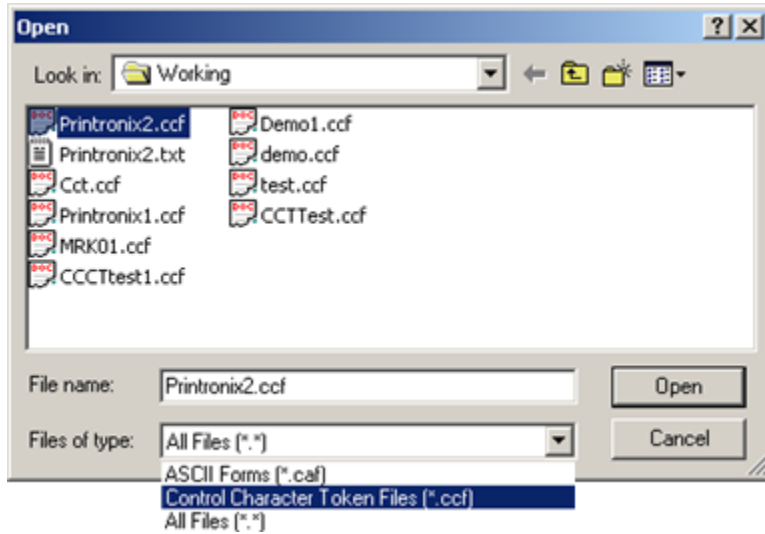 Open
Look in: Working
Printronix2.ccf
Printronix2.txt
Cct.ccf
Printronix1.ccf
MRK01.ccf
CCCTtest1.ccf
Demo1.ccf
demo.ccf
test.ccf
CCTTest.ccf
File name: Printronix2.ccf Open
Files of type: All Files (*.*) Cancel
ASCII Forms (*.caf)
Control Character Token Files (*.ccf)
All Files (*.*)